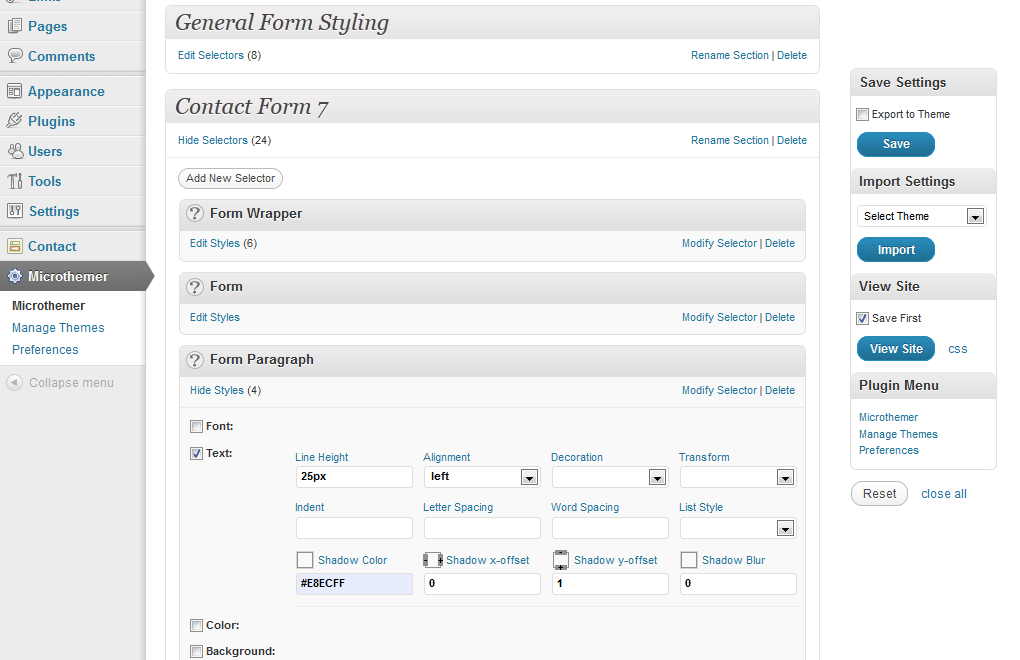 Links
Pages
Comments
Appearance
Plugins
Users
Tools
Settings
Contact
Microthemer
Microthemer
Manage Themes
Preferences
Collapse menu
General Form Styling
Edit Selectors (8)
Rename Section | Delete
Contact Form 7
Hide Selectors (24)
Rename Section | Delete
Add New Selector
Form Wrapper
Edit Styles (6)
Modify Selector | Delete
Form
Edit Styles
Modify Selector | Delete
Form Paragraph
Hide Styles (4)
Modify Selector | Delete
Font:
Text:
Line Height Alignment Decoration Transform
25px left
Indent Letter Spacing Word Spacing List Style
Shadow Color Shadow x-offset Shadow y-offset Shadow Blur
#E8ECFF 0 1 0
Color:
Background:
Save Settings
Export to Theme
Save
Import Settings
Select Theme
Import
View Site
Save First
View Site css
Plugin Menu
Microthemer
Manage Themes
Preferences
Reset close all